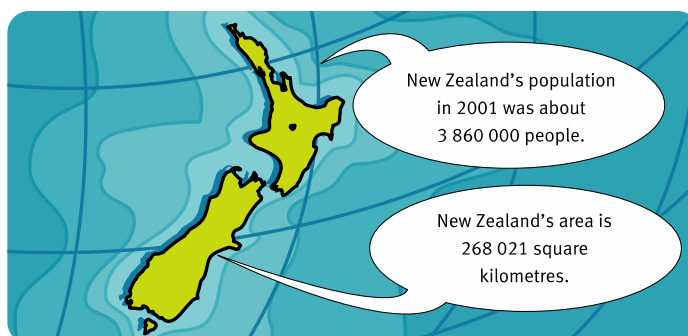 New Zealand’s population
in 2001 was about
3 860 000 people.
New Zealand’s area is
268 021 square
kilometres.